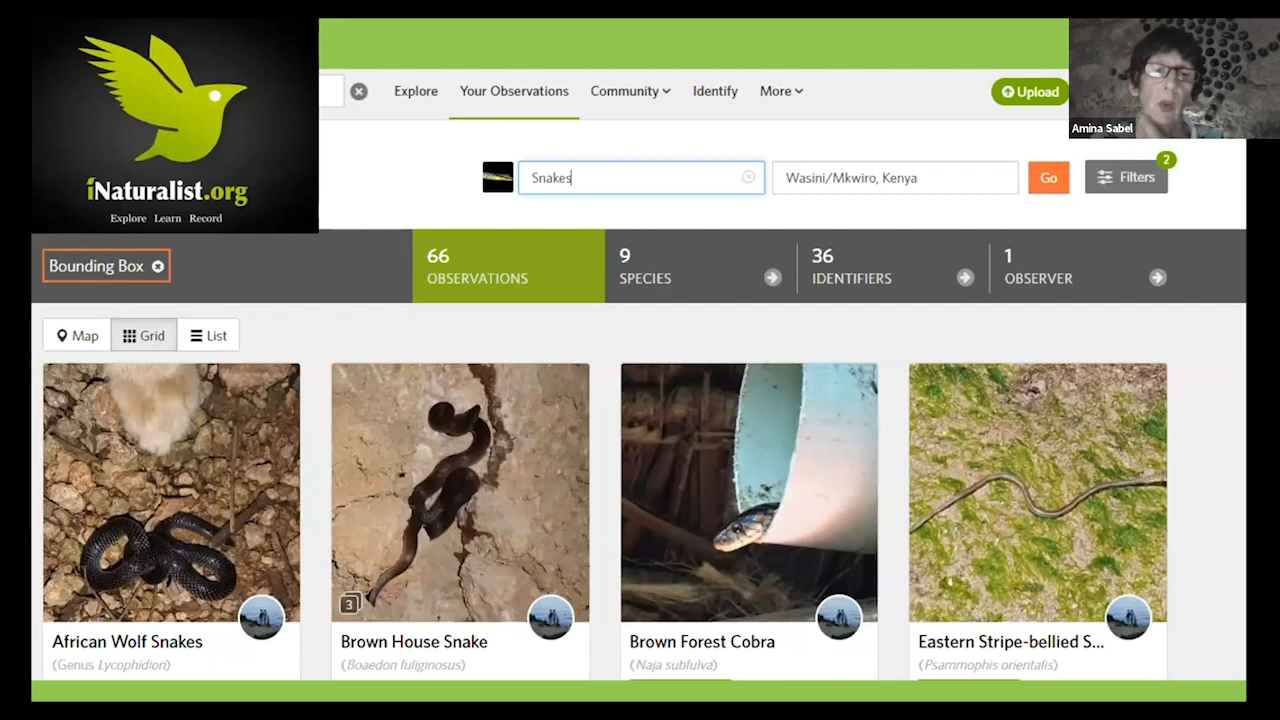 iNaturalist.org
Explore Learn Record
Explore
Your Observations
Community
Identify
More
Upload
Amina Sabel
Snakes
Wasini/Mkwiro, Kenya
Go
Filters
2
Bounding Box
66
OBSERVATIONS
9
SPECIES
36
IDENTIFIERS
1
OBSERVER
Map
Grid
List
3
African Wolf Snakes
(Genus Lycophidion)
Brown House Snake
(Boaedon fuliginosus)
Brown Forest Cobra
(Naja subfulva)
Eastern Stripe-bellied S...
(Psammophis orientalis)